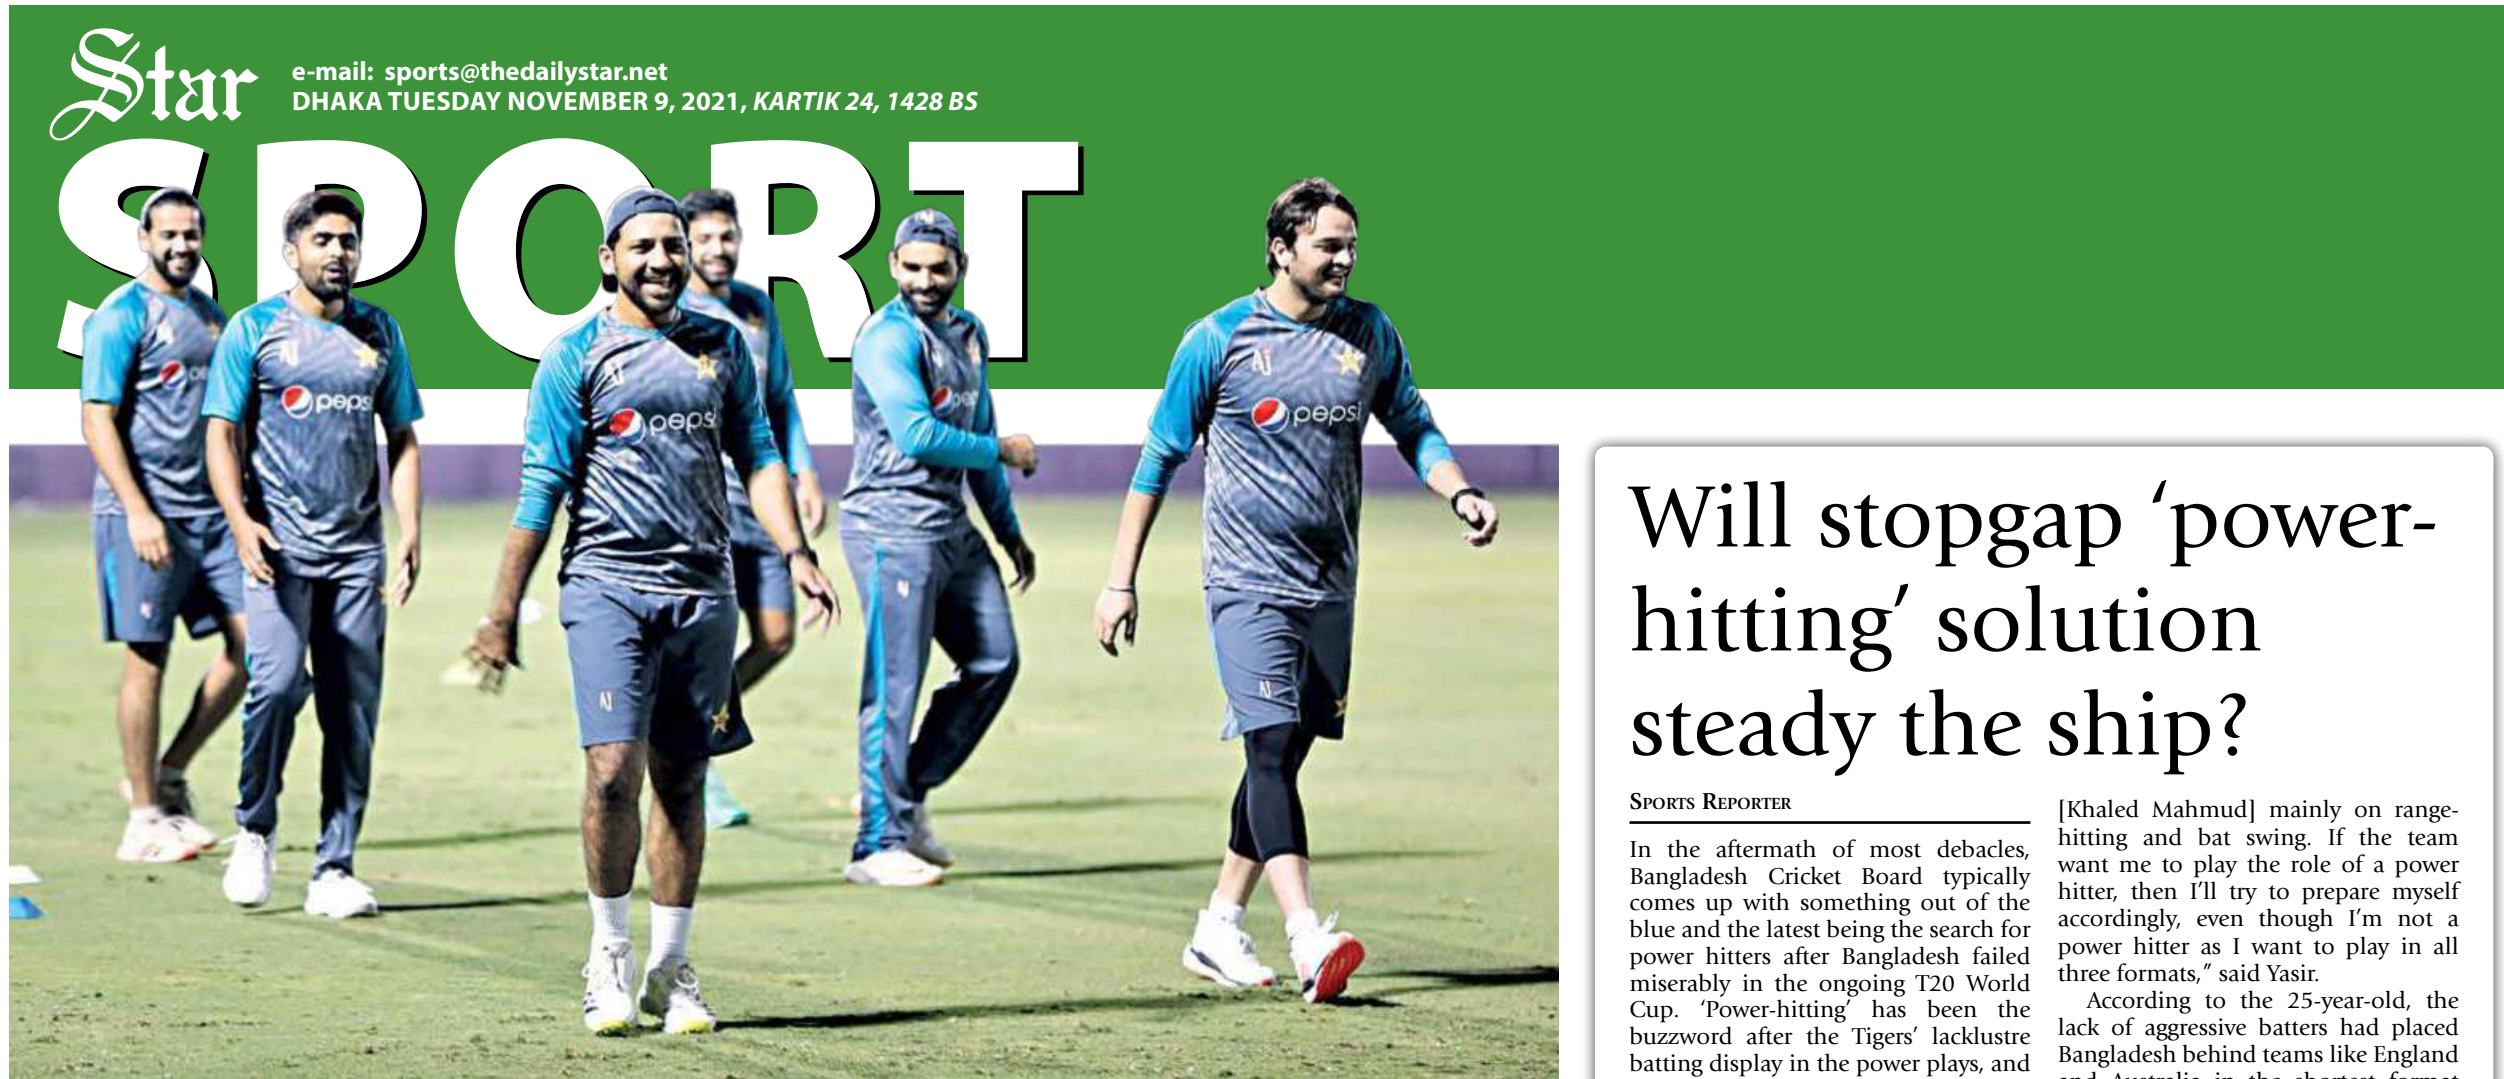 Star
e-mail: sports@thedailystar.net
DHAKA TUESDAY NOVEMBER 9, 2021, KARTIK 24, 1428 BS
SPORT
pepsi
pepsi
pepsi
Will stopgap ‘power-
hitting’ solution
steady the ship?
SPORTS REPORTER
In the aftermath of most debacles,
Bangladesh Cricket Board typically
comes up with something out of the
blue and the latest being the search for
power hitters after Bangladesh failed
miserably in the ongoing T20 World
Cup. ‘Power-hitting’ has been the
buzzword after the Tigers’ lacklustre
batting display in the power plays, and
[Khaled Mahmud] mainly on range-
hitting and bat swing. If the team
want me to play the role of a power
hitter, then I’ll try to prepare myself
accordingly, even though I’m not a
power hitter as I want to play in all
three formats,” said Yasir.
According to the 25-year-old, the
lack of aggressive batters had placed
Bangladesh behind teams like England
and Australia in the shortest format